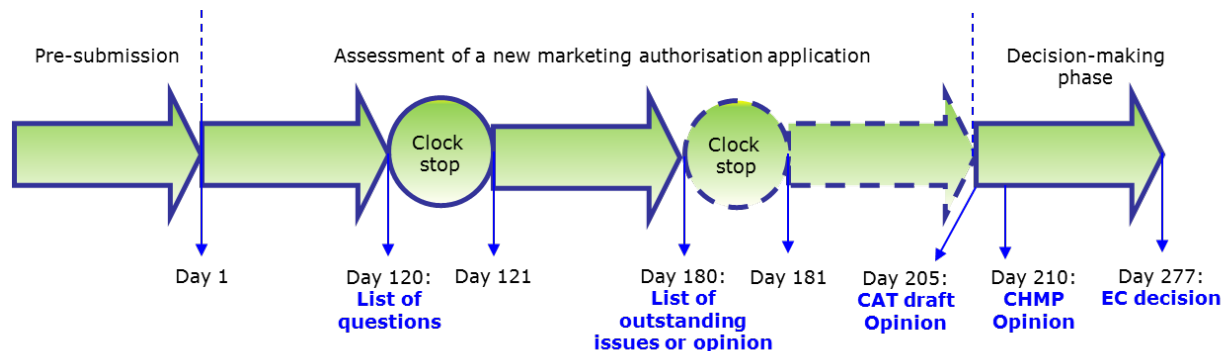 Pre-submission
Assessment of a new marketing authorisation application
Decision-making
phase
Clock
stop
Clock
stop
Day 1
Day 120:
List of
questions
Day 121
Day 180:
List of
outstanding
issues or opinion
Day 181
Day 205:
CAT draft
Opinion
Day 210:
CHMP
Opinion
Day 277:
EC decision